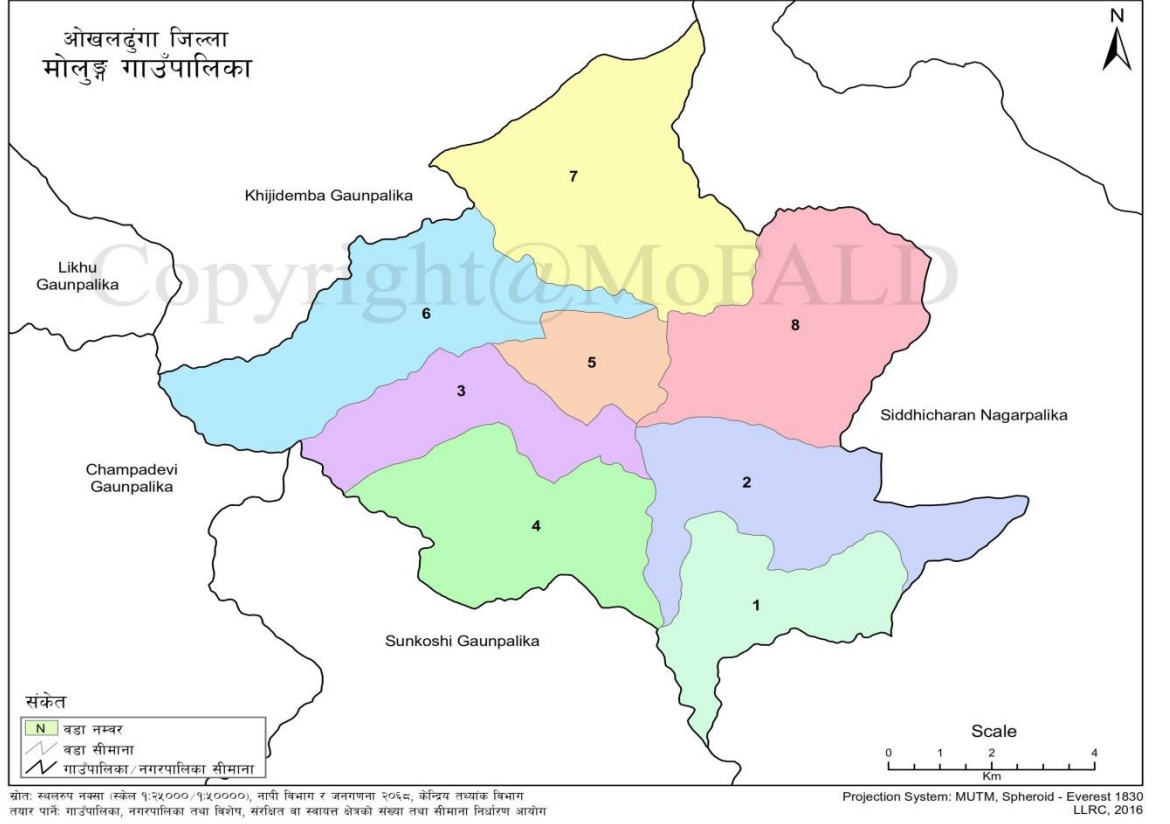 ओखलढुंगा जिल्ला
मोलुङ्ग गाउँपालिका
N
7
Khijidemba Gaunpalika
Likhu
Gaunpalika
Copyright@MoFALD
6
8
5
3
Siddhicharan Nagarpalika
Champadevi
Gaunpalika
2
4
1
Sunkoshi Gaunpalika
संकेत
N वडा नम्वर
वडा सीमाना
गाउँपालिका/नगरपालिका सीमाना
Scale
0 1 2 4
Km
स्रोतः स्थलरुप नक्सा (स्केल १:२५०००/१:५००००), नापी विभाग र जनगणना २०६८, केन्द्रिय तथ्यांक विभाग
तयार पार्नेः गाउँपालिका, नगरपालिका तथा विशेष, संरक्षित वा स्वायत्त क्षेत्रको संख्या तथा सीमाना निर्धारण आयोग
Projection System: MUTM, Spheroid - Everest 1830
LLRC, 2016